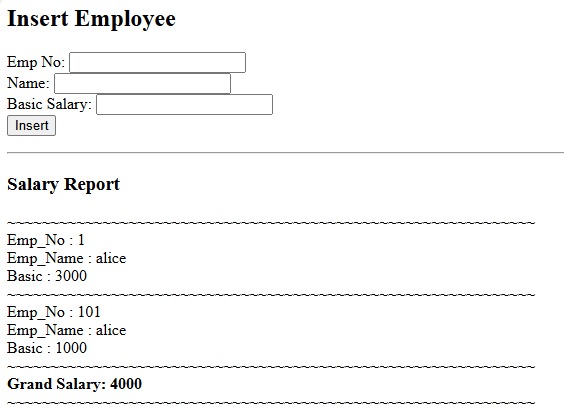 Insert Employee
Emp No:
Name:
Basic Salary:
Insert
Salary Report
~~~~~~~~~~~~~~~~~~~~~~~~~~~~~~~~~~~~~~~~~~~~~~~~~~~~~~~~~~~
Emp_No : 1
Emp_Name : alice
Basic : 3000
~~~~~~~~~~~~~~~~~~~~~~~~~~~~~~~~~~~~~~~~~~~~~~~~~~~~~~~~~~~
Emp_No : 101
Emp_Name : alice
Basic : 1000
~~~~~~~~~~~~~~~~~~~~~~~~~~~~~~~~~~~~~~~~~~~~~~~~~~~~~~~~~~~
Grand Salary: 4000
~~~~~~~~~~~~~~~~~~~~~~~~~~~~~~~~~~~~~~~~~~~~~~~~~~~~~~~~~~~